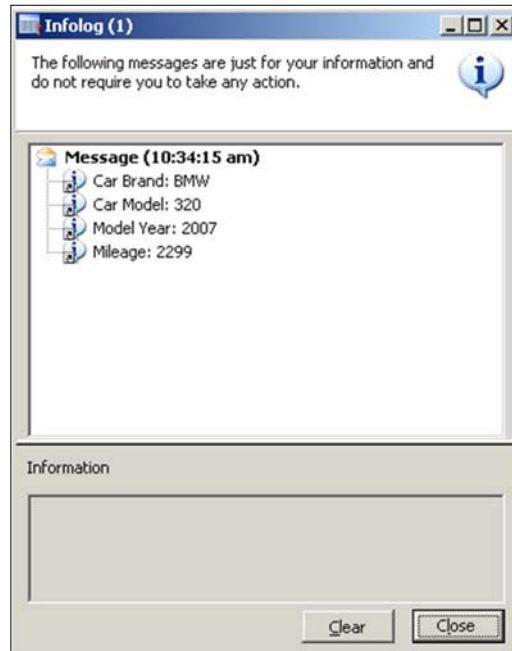 Infolog (1)
The following messages are just for your information and
do not require you to take any action.
Message (10:34:15 am)
Car Brand: BMW
Car Model: 320
Model Year: 2007
Mileage: 2299
Information
Clear
Close